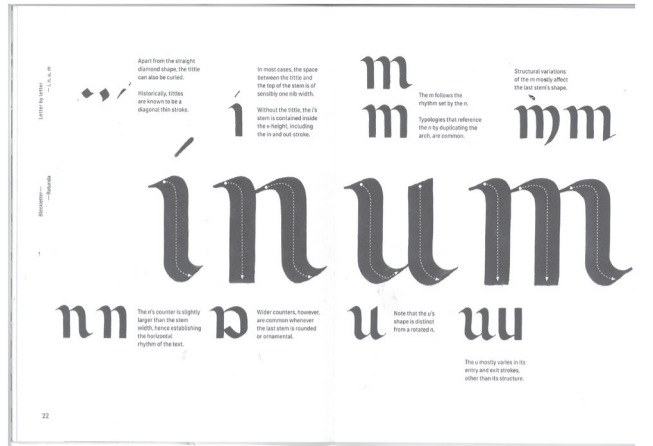 Letter by letter
— i, n, u, m
Blackletter—
—Rotunda
Apart from the straight
diamond shape, the tittle
can also be curled.
Historically, tittles
are known to be a
diagonal thin stroke.
i
In most cases, the space
between the tittle and
the top of the stem is of
sensibly one nib width.
Without the tittle, the i's
stem is contained inside
the x-height, including
the in and out-stroke.
m
m
The m follows the
rhythm set by the n.
Typologies that reference
the n by duplicating the
arch, are common.
Structural variations
of the m mostly affect
the last stem's shape.
m m
i n u m
n n
The n's counter is slightly
larger than the stem
width, hence establishing
the horizontal
rhythm of the text.
n
Wider counters, however,
are common whenever
the last stem is rounded
or ornamental.
u
Note that the u's
shape is distinct
from a rotated n.
u u
The u mostly varies in its
entry and exit strokes,
other than its structure.
22